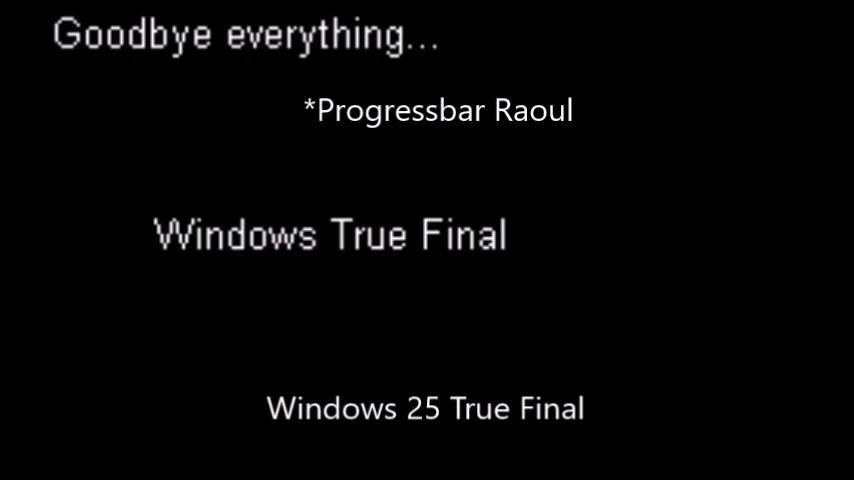 Goodbye everything...
*Progressbar Raoul
Windows True Final
Windows 25 True Final